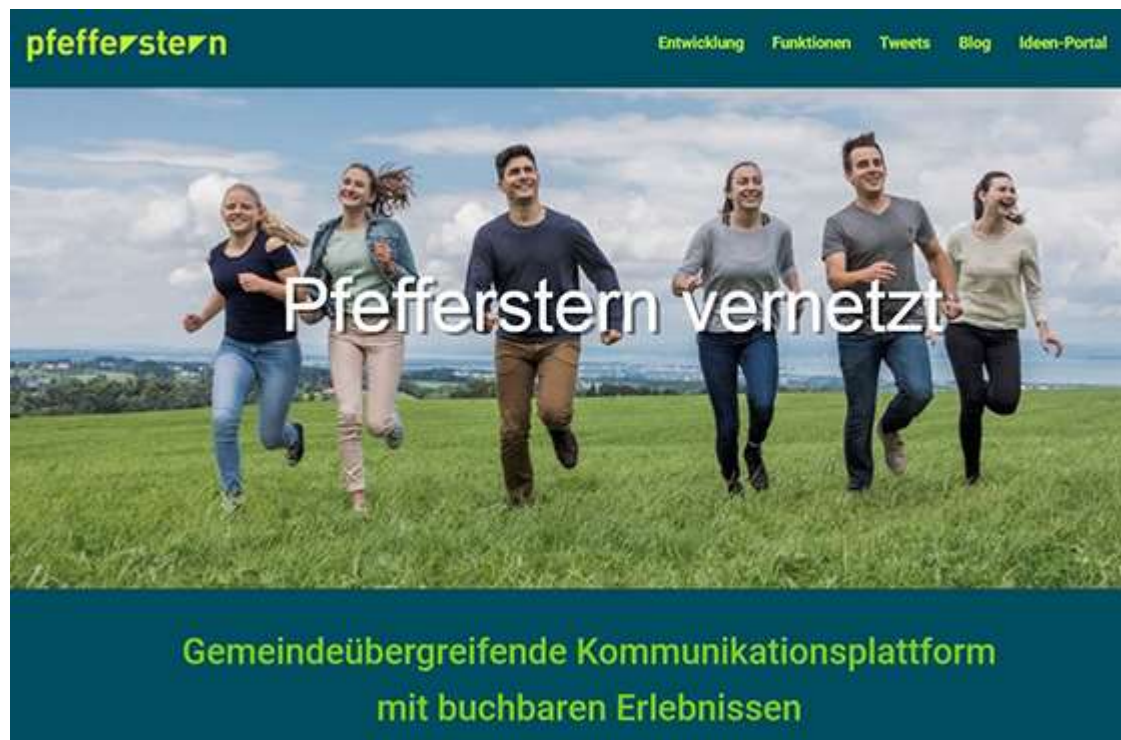 pfefferstern
Entwicklung Funktionen Tweets Blog Ideen-Portal
Pfefferstern vernetzt
Gemeindeübergreifende Kommunikationsplattform
mit buchbaren Erlebnissen